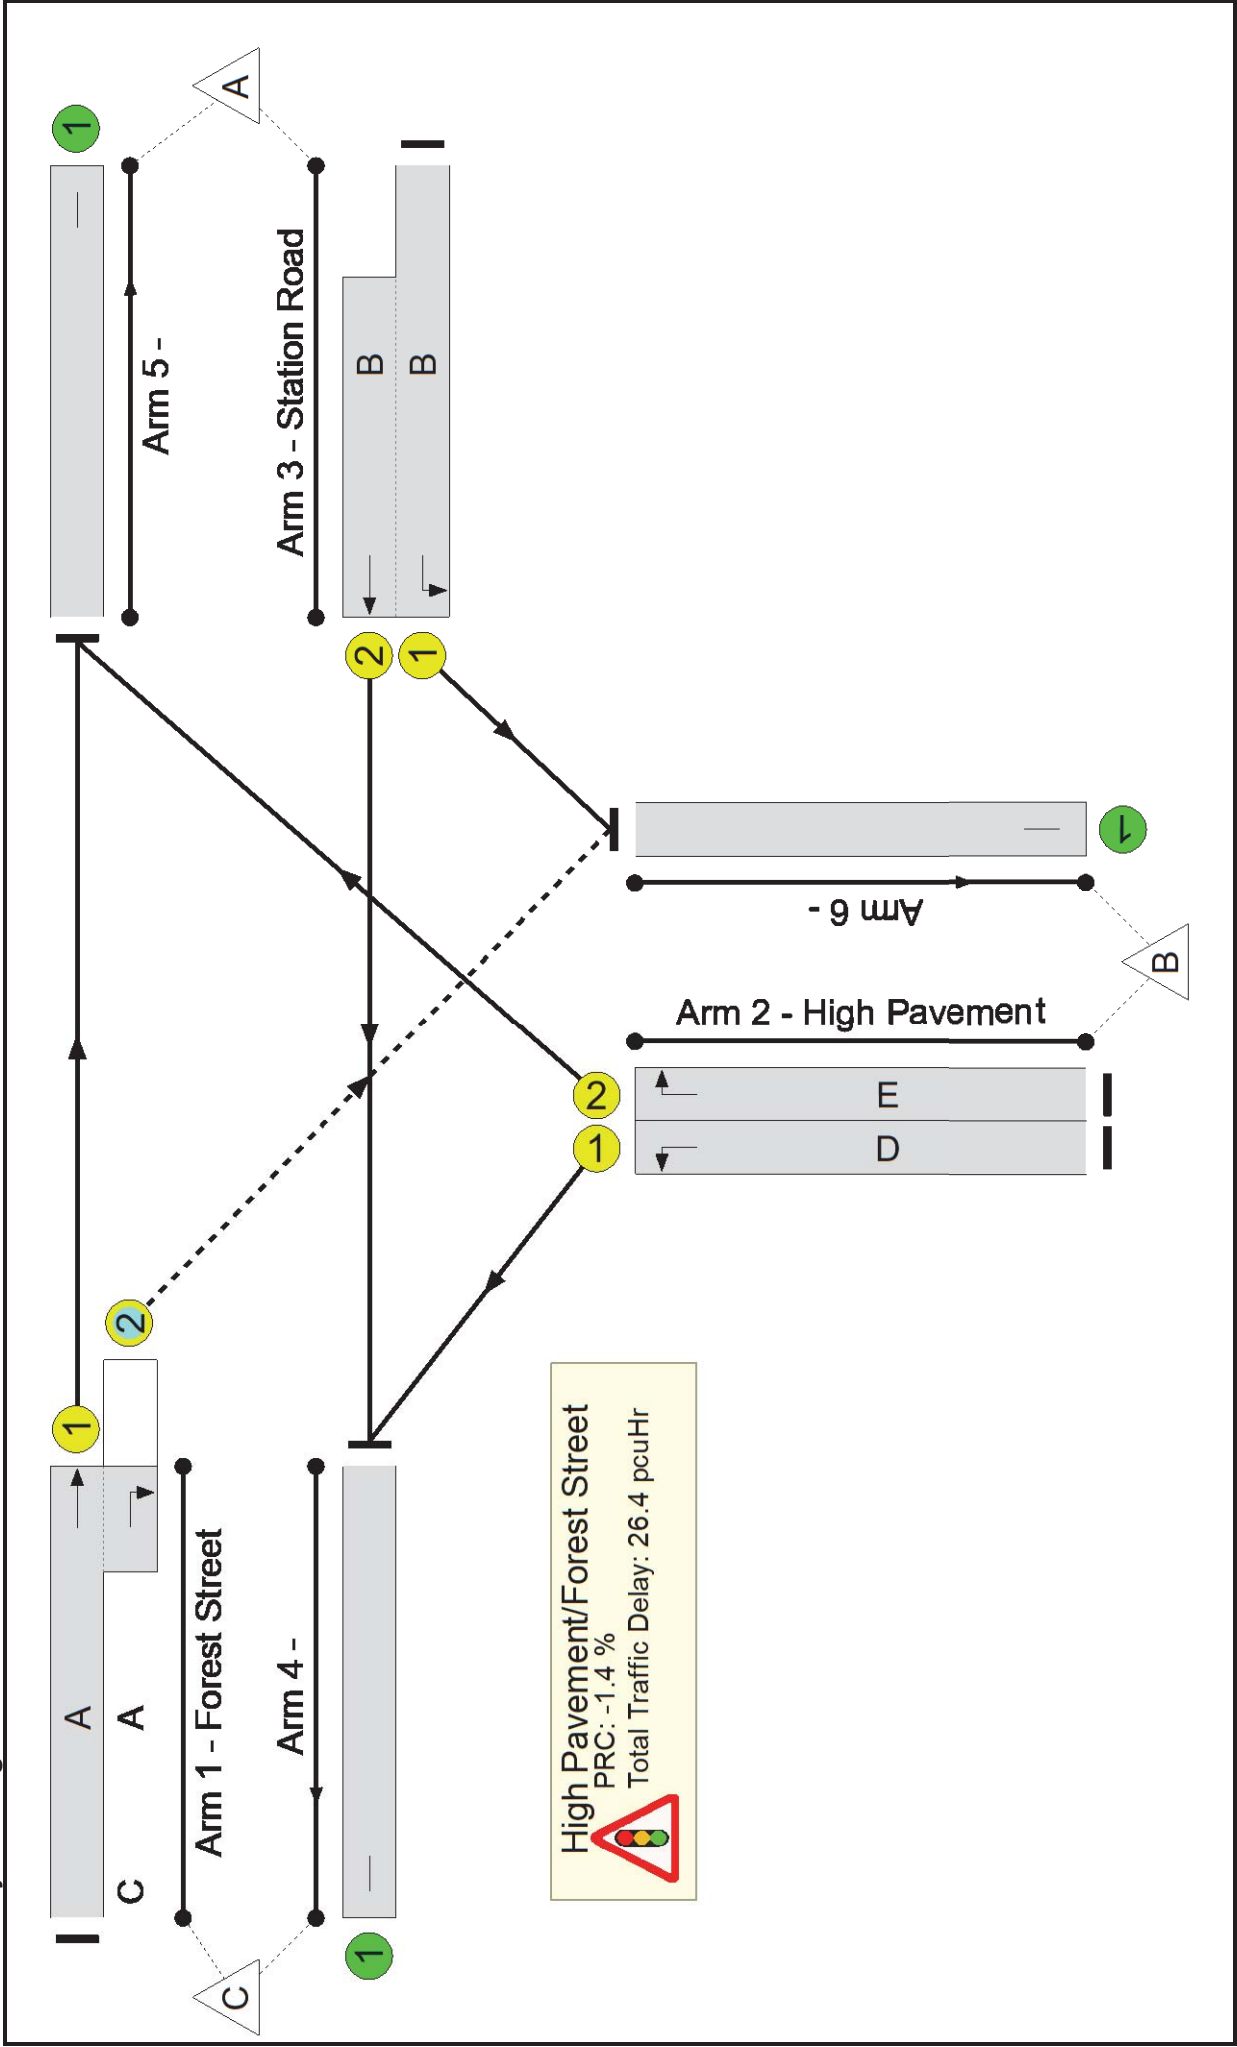 A 1 1
C A 2
Arm 5 -
Arm 1 - Forest Street
C A
Arm 4 -
Arm 3 - Station Road
1 2 B
1 B
High Pavement/Forest Street
PRC: -1.4 %
Total Traffic Delay: 26.4 pcuHr
1 2
D E
Arm 2 - High Pavement
Arm 6 -
1
B